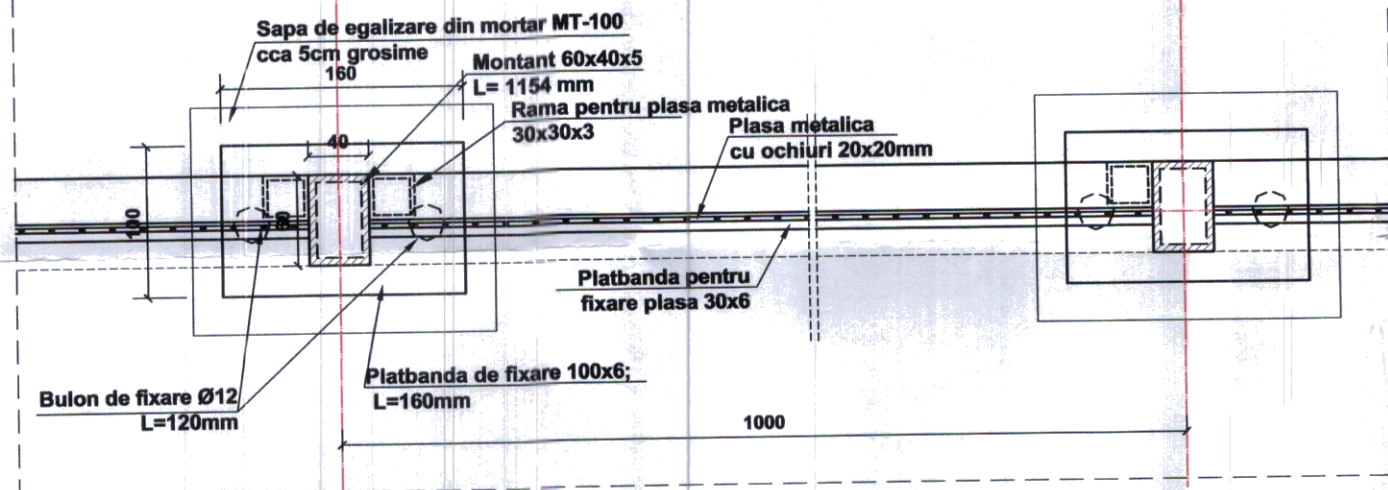 Sapa de egalizare din mortar MT-100
cca 5cm grosime
160
Montant 60x40x5
L= 1154 mm
Rama pentru plasa metalica
30x30x3
Plasa metalica
cu ochiuri 20x20mm
40
100
Platbanda pentru
fixare plasa 30x6
Platbanda de fixare 100x6;
L=160mm
Bulon de fixare Ø12
L=120mm
1000